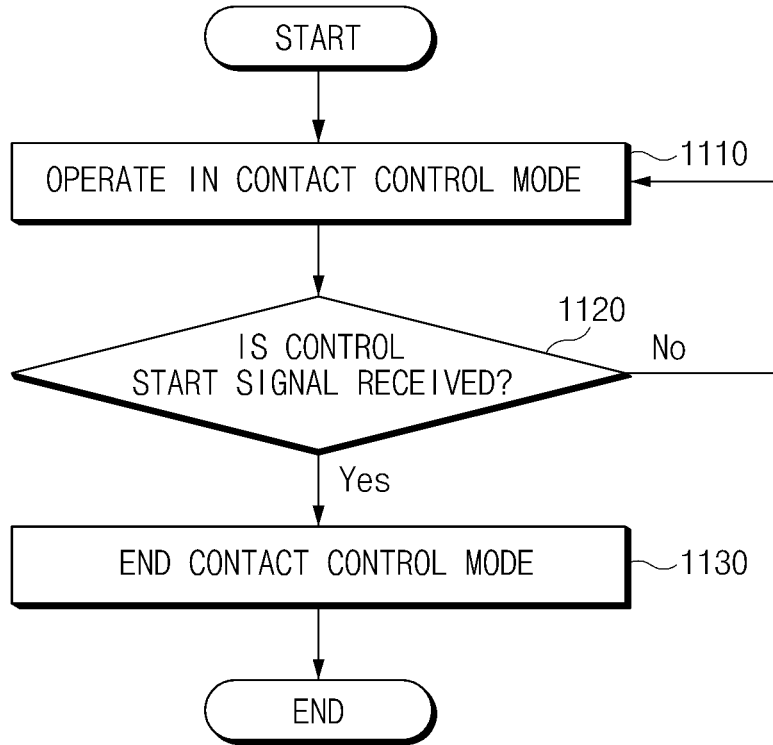 START
OPERATE IN CONTACT CONTROL MODE
1110
IS CONTROL
START SIGNAL RECEIVED?
1120
No
Yes
END CONTACT CONTROL MODE
1130
END